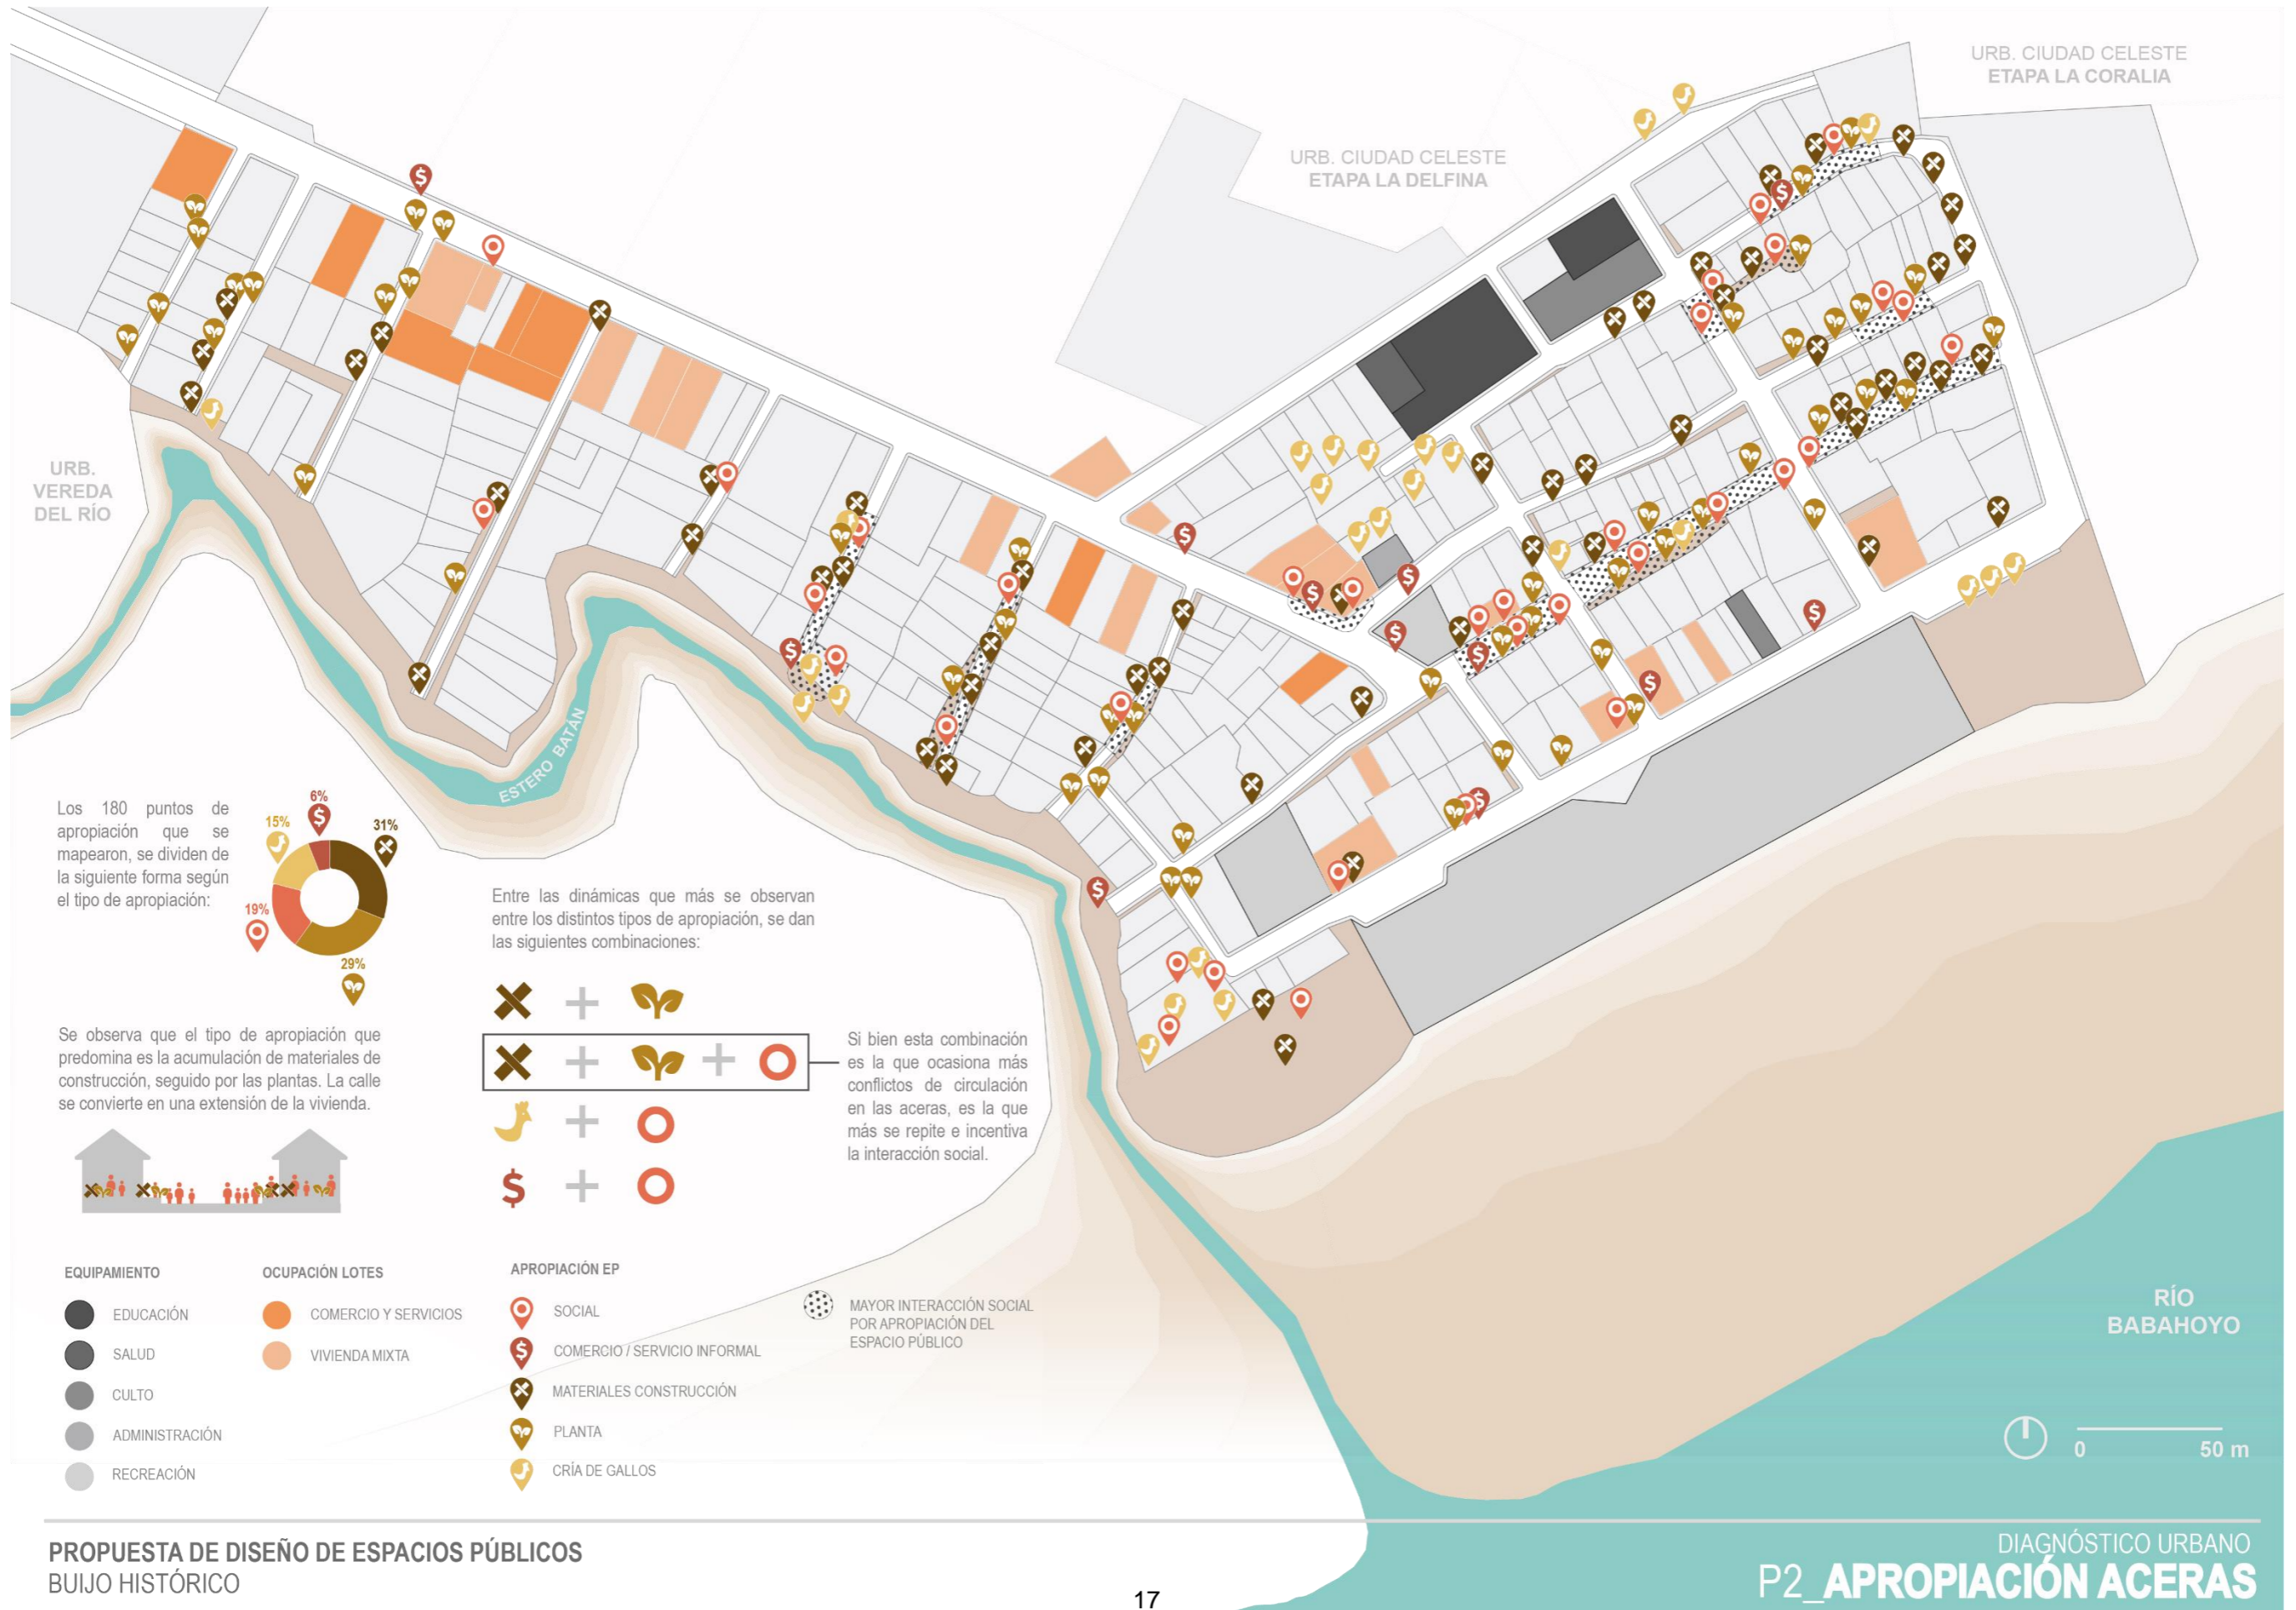 URB. CIUDAD CELESTE
ETAPA LA CORALIA
URB. CIUDAD CELESTE
ETAPA LA DELFINA
URB.
VEREDA
DEL RÍO
ESTERO BATÁN
Los 180 puntos de
apropiación que se
mapearon, se dividen de
la siguiente forma según
el tipo de apropiación:
6%
15%
31%
19%
29%
Se observa que el tipo de apropiación que
predomina es la acumulación de materiales de
construcción, seguido por las plantas. La calle
se convierte en una extensión de la vivienda.
Entre las dinámicas que más se observan
entre los distintos tipos de apropiación, se dan
las siguientes combinaciones:
+
+ +
+
$ +
Si bien esta combinación
es la que ocasiona más
conflictos de circulación
en las aceras, es la que
más se repite e incentiva
la interacción social.
EQUIPAMIENTO
EDUCACIÓN
SALUD
CULTO
ADMINISTRACIÓN
RECREACIÓN
OCUPACIÓN LOTES
COMERCIO Y SERVICIOS
VIVIENDA MIXTA
APROPIACIÓN EP
SOCIAL
COMERCIO / SERVICIO INFORMAL
MATERIALES CONSTRUCCIÓN
PLANTA
CRÍA DE GALLOS
MAYOR INTERACCIÓN SOCIAL
POR APROPIACIÓN DEL
ESPACIO PÚBLICO
RÍO
BABAHOYO
0 50 m
PROPUESTA DE DISEÑO DE ESPACIOS PÚBLICOS
BUIJO HISTÓRICO
17
DIAGNÓSTICO URBANO
P2_APROPIACIÓN ACERAS